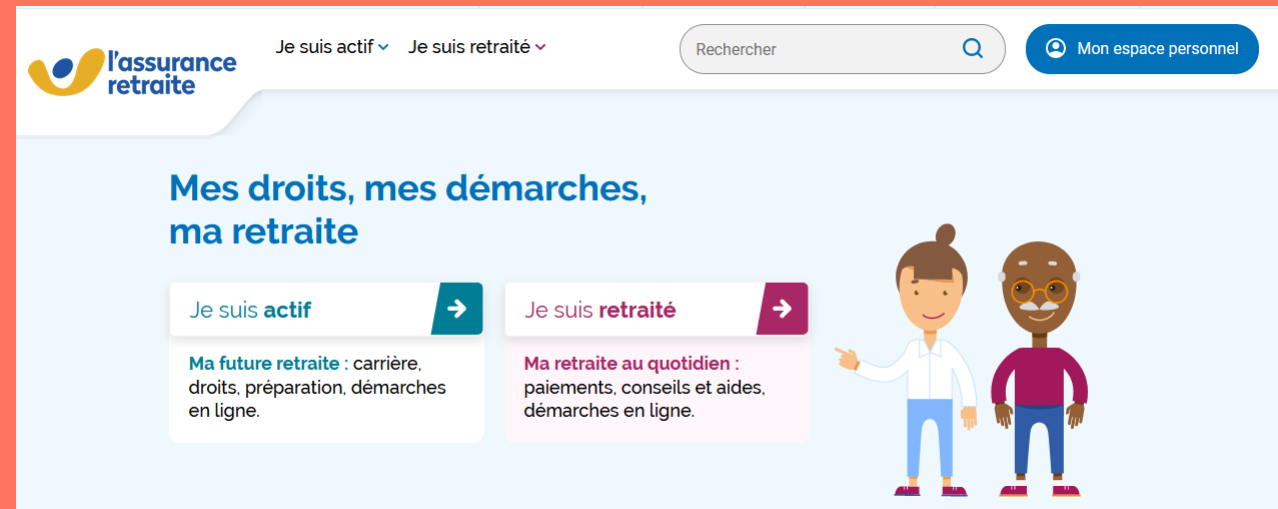 l'assurance
retraite
Je suis actif
Je suis retraité
Rechercher
Mon espace personnel
Mes droits, mes démarches,
ma retraite
Je suis actif
Ma future retraite : carrière,
droits, préparation, démarches
en ligne.
Je suis retraité
Ma retraite au quotidien :
paiements, conseils et aides,
démarches en ligne.